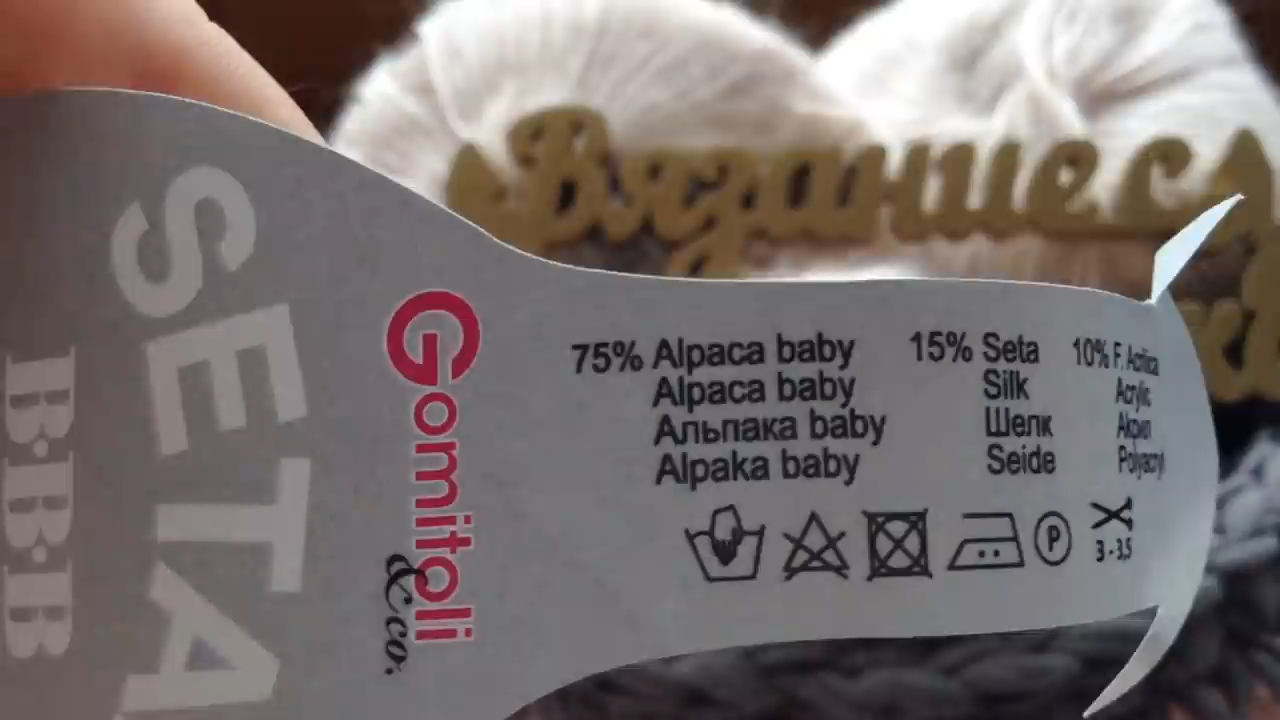 SETA
B·B·B
Gomitoli
& co.
75% Alpaca baby
Alpaca baby
Альпака baby
Alpaka baby
15% Seta
Silk
Шелк
Seide
10% F. Acrilica
Acrylic
Акрил
Polyacryl
P
3 - 3,5
Вязание с